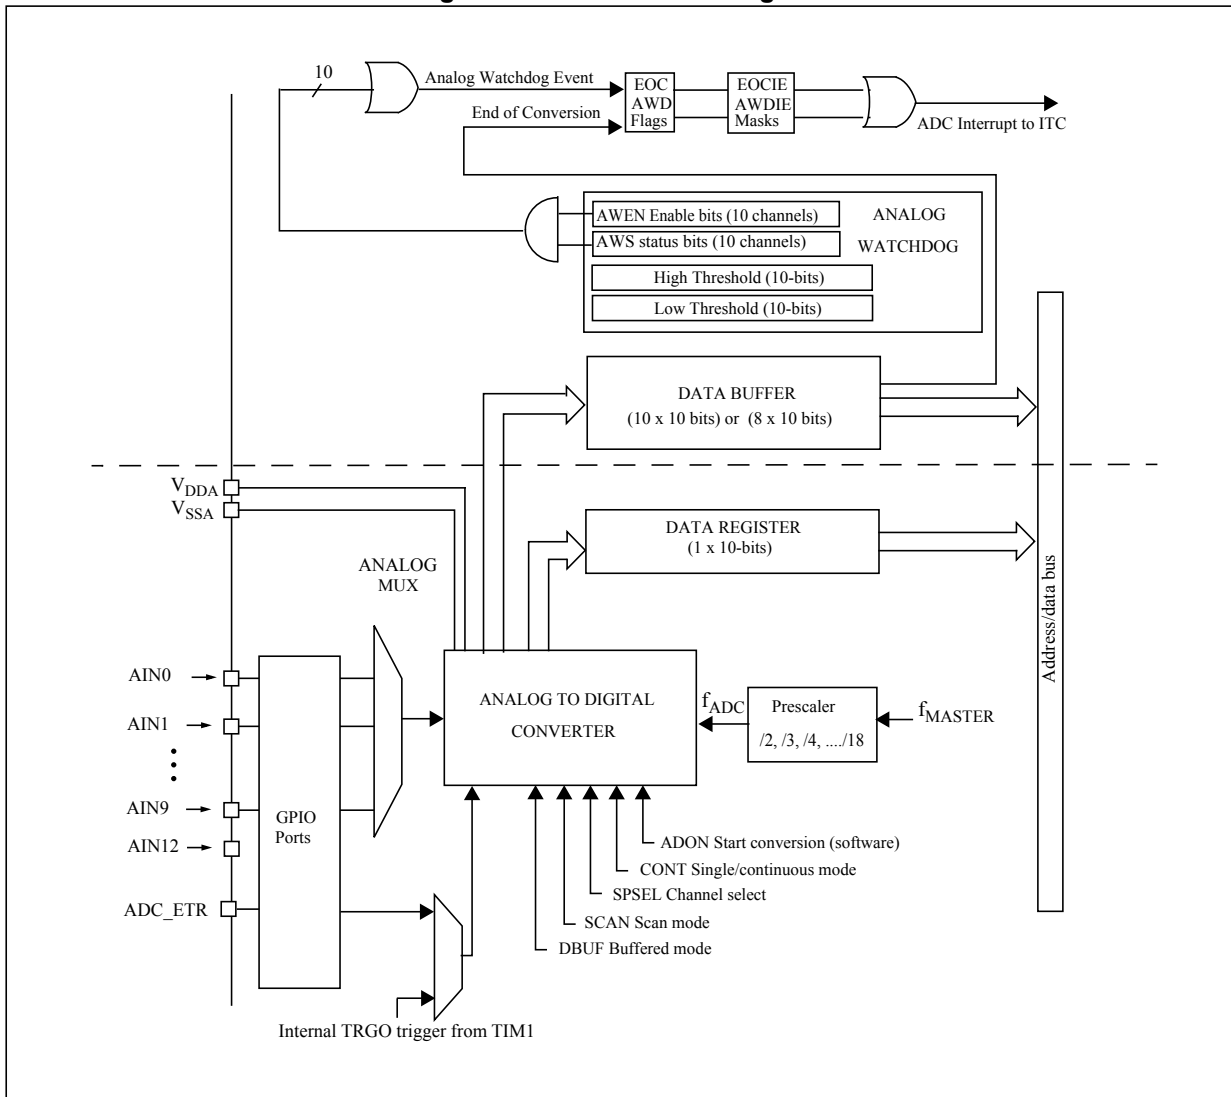 10
Analog Watchdog Event
End of Conversion
EOC
AWD
Flags
EOCIE
AWDIE
Masks
ADC Interrupt to ITC
AWEN Enable bits (10 channels)
AWS status bits (10 channels)
High Threshold (10-bits)
Low Threshold (10-bits)
ANALOG
WATCHDOG
DATA BUFFER
(10 x 10 bits) or (8 x 10 bits)
VDDA
VSSA
DATA REGISTER
(1 x 10-bits)
ANALOG
MUX
Address/data bus
AIN0
AIN1
AIN9
AIN12
ADC_ETR
GPIO
Ports
ANALOG TO DIGITAL
CONVERTER
fADC
Prescaler
/2, /3, /4, ..../18
fMASTER
ADON Start conversion (software)
CONT Single/continuous mode
SPSEL Channel select
SCAN Scan mode
DBUF Buffered mode
Internal TRGO trigger from TIM1